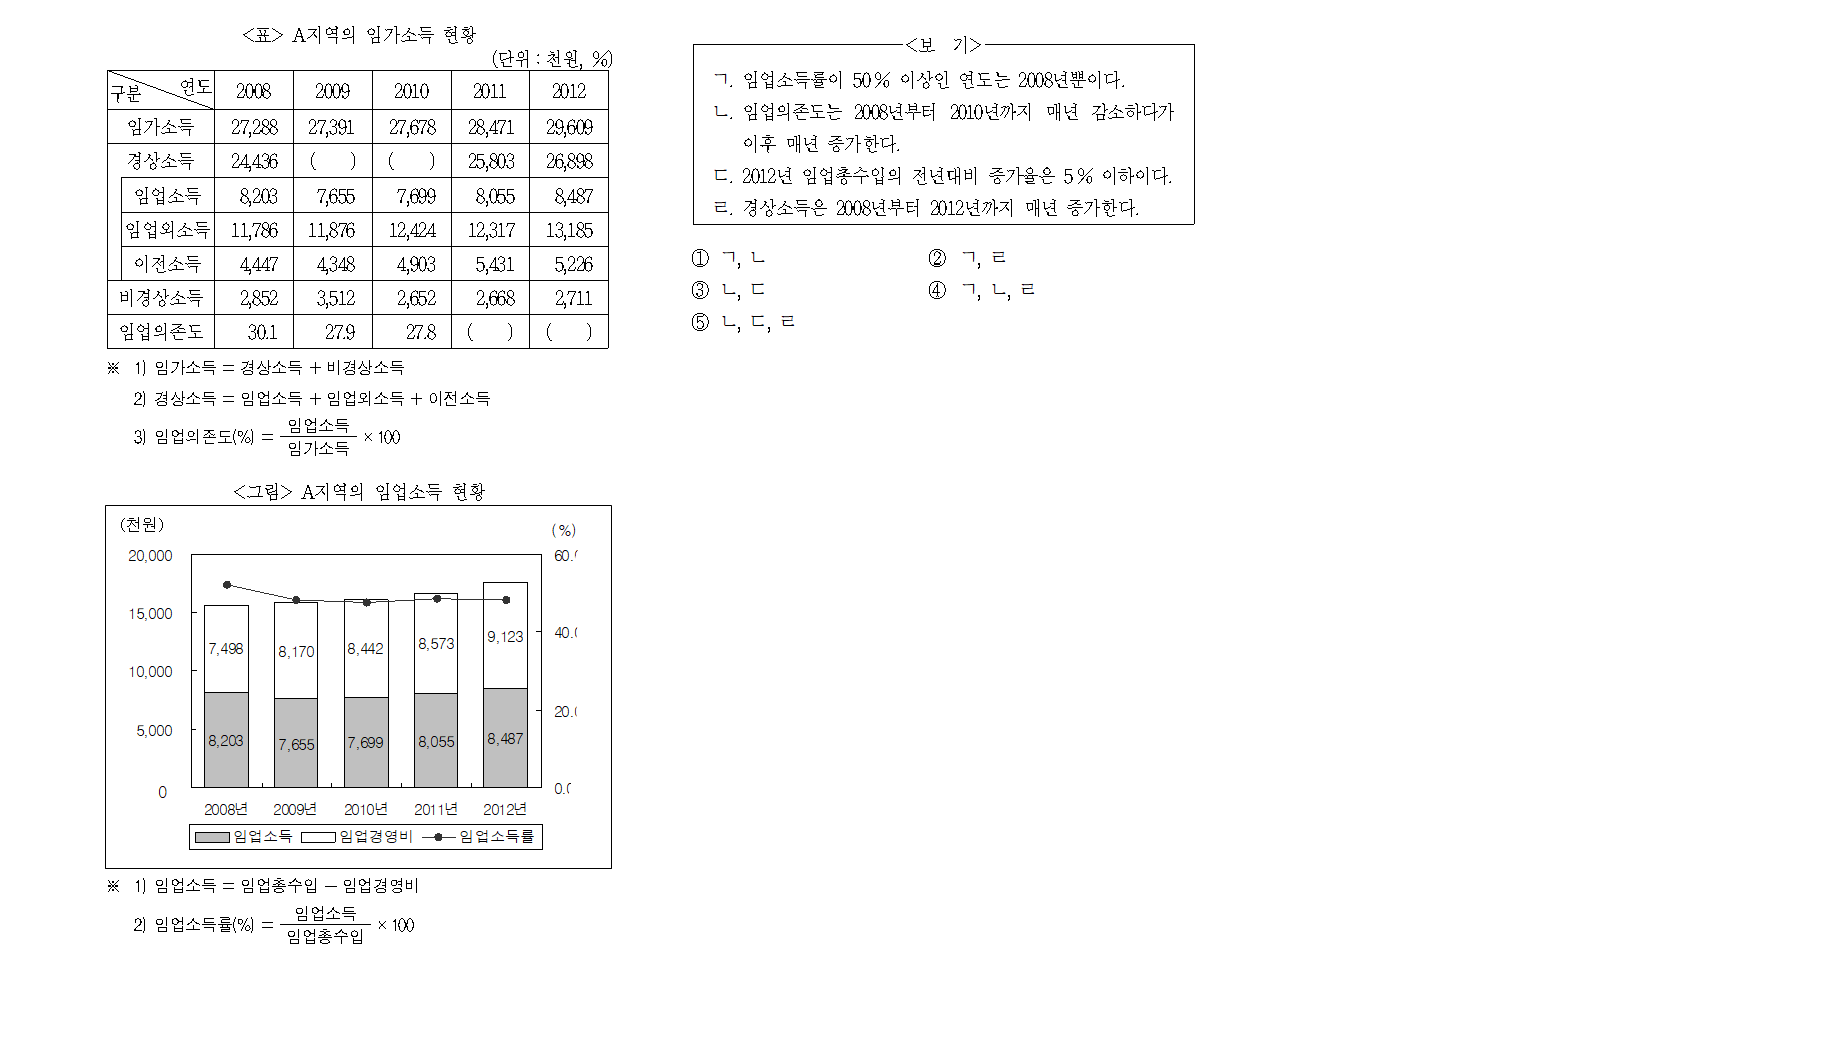 <표> A지역의 임가소득 현황
(단위 : 천원, %)
구분 연도 2008 2009 2010 2011 2012
임가소득 27,288 27,391 27,678 28,471 29,609
경상소득 24,436 ( ) ( ) 25,803 26,898
임업소득 8,203 7,655 7,699 8,055 8,487
임업외소득 11,786 11,876 12,424 12,317 13,185
이전소득 4,447 4,348 4,903 5,431 5,226
비경상소득 2,852 3,512 2,652 2,668 2,711
임업의존도 30.1 27.9 27.8 ( ) ( )
※ 1) 임가소득 = 경상소득 + 비경상소득
2) 경상소득 = 임업소득 + 임업외소득 + 이전소득
3) 임업의존도(%) = 임업소득 / 임가소득 × 100
<그림> A지역의 임업소득 현황
(천원)
(%)
20,000 60.0
15,000
7,498 8,170 8,442 8,573 9,123
40.0
10,000
20.0
5,000
8,203 7,655 7,699 8,055 8,487
0 0.0
2008년 2009년 2010년 2011년 2012년
임업소득 임업경영비 임업소득률
※ 1) 임업소득 = 임업총수입 − 임업경영비
2) 임업소득률(%) = 임업소득 / 임업총수입 × 100
<보 기>
ㄱ. 임업소득률이 50% 이상인 연도는 2008년뿐이다.
ㄴ. 임업의존도는 2008년부터 2010년까지 매년 감소하다가
이후 매년 증가한다.
ㄷ. 2012년 임업총수입의 전년대비 증가율은 5% 이하이다.
ㄹ. 경상소득은 2008년부터 2012년까지 매년 증가한다.
① ㄱ, ㄴ ② ㄱ, ㄹ
③ ㄴ, ㄷ ④ ㄱ, ㄴ, ㄹ
⑤ ㄴ, ㄷ, ㄹ